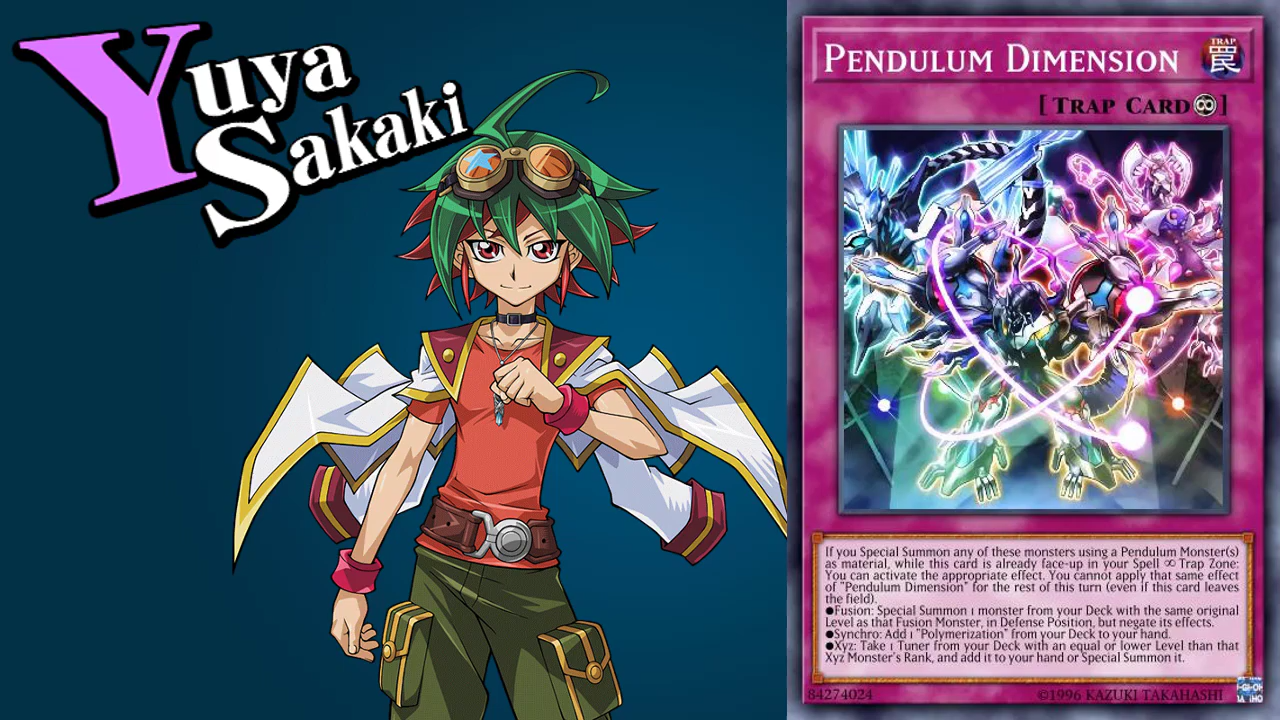 Yuya
Sakaki
PENDULUM DIMENSION
TRAP
罠
[TRAP CARD∞]
If you Special Summon any of these monsters using a Pendulum Monster(s)
as material, while this card is already face-up in your Spell ∞ Trap Zone:
You can activate the appropriate effect. You cannot apply that same effect
of "Pendulum Dimension" for the rest of this turn (even if this card leaves
the field).
●Fusion: Special Summon 1 monster from your Deck with the same original
Level as that Fusion Monster, in Defense Position, but negate its effects.
●Synchro: Add 1 "Polymerization" from your Deck to your hand.
●Xyz: Take 1 Tuner from your Deck with an equal or lower Level than that
Xyz Monster's Rank, and add it to your hand or Special Summon it.
84274024
©1996 KAZUKI TAKAHASHI